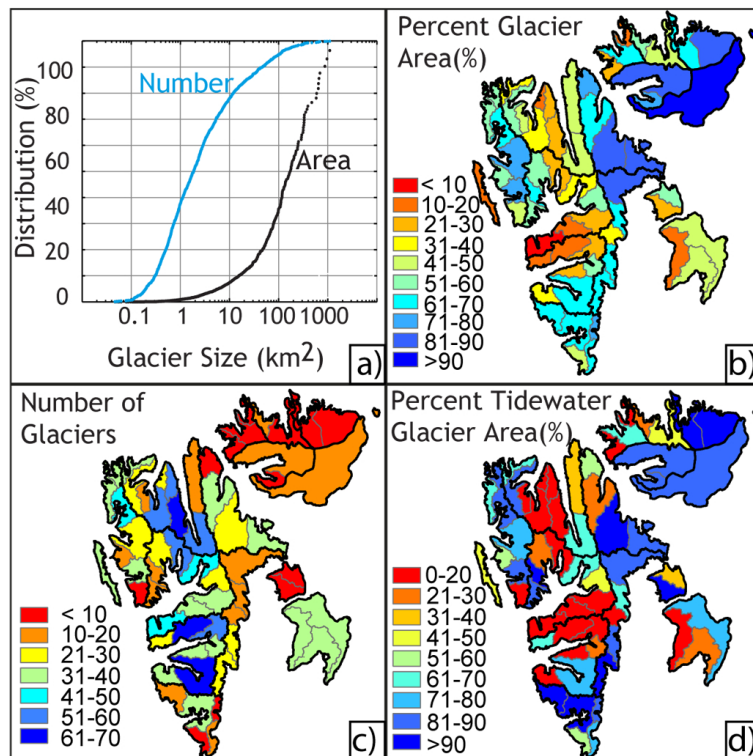 100
80
60
40
20
0
Distribution (%)
Number
Area
0.1 1 10 100 1000
Glacier Size (km2)
a)
Percent Glacier
Area(%)
< 10
10-20
21-30
31-40
41-50
51-60
61-70
71-80
81-90
>90
b)
Number of
Glaciers
< 10
10-20
21-30
31-40
41-50
51-60
61-70
c)
Percent Tidewater
Glacier Area(%)
0-20
21-30
31-40
41-50
51-60
61-70
71-80
81-90
>90
d)